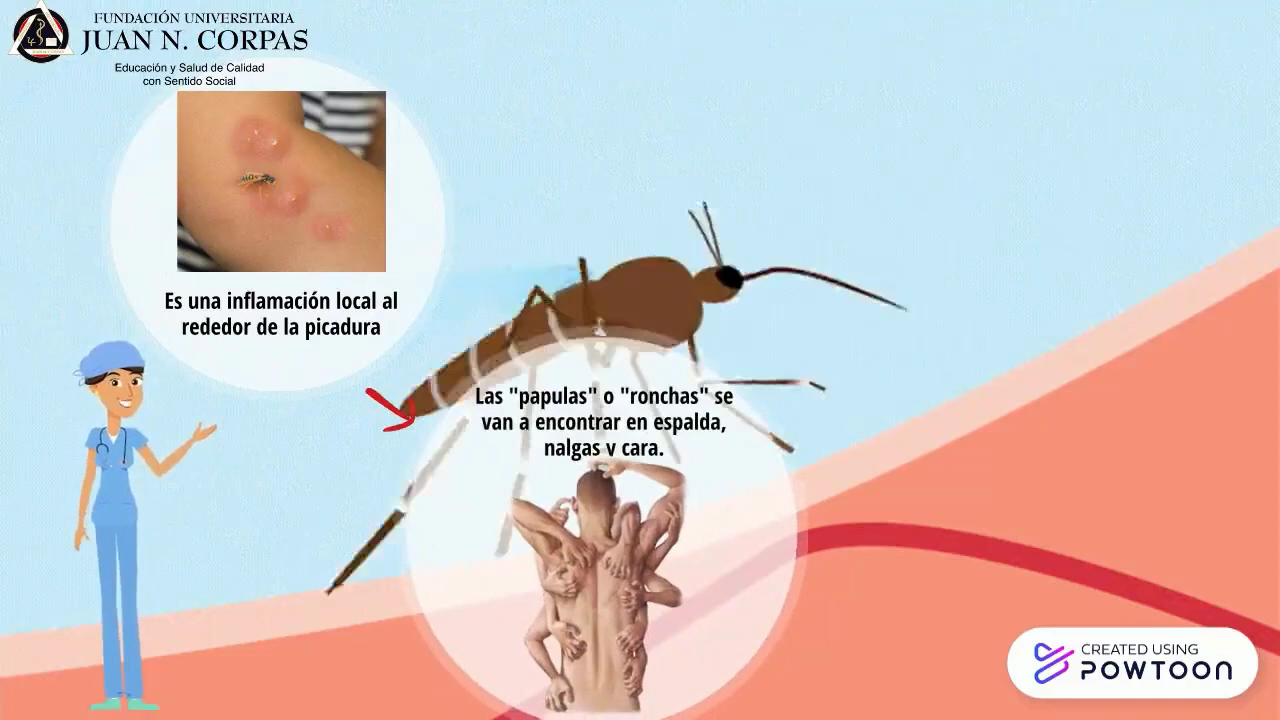 FUNDACIÓN UNIVERSITARIA
JUAN N. CORPAS
Educación y Salud de Calidad
con Sentido Social
Es una inflamación local al
rededor de la picadura
Las "papulas" o "ronchas" se
van a encontrar en espalda,
nalgas y cara.
CREATED USING
POWTOON